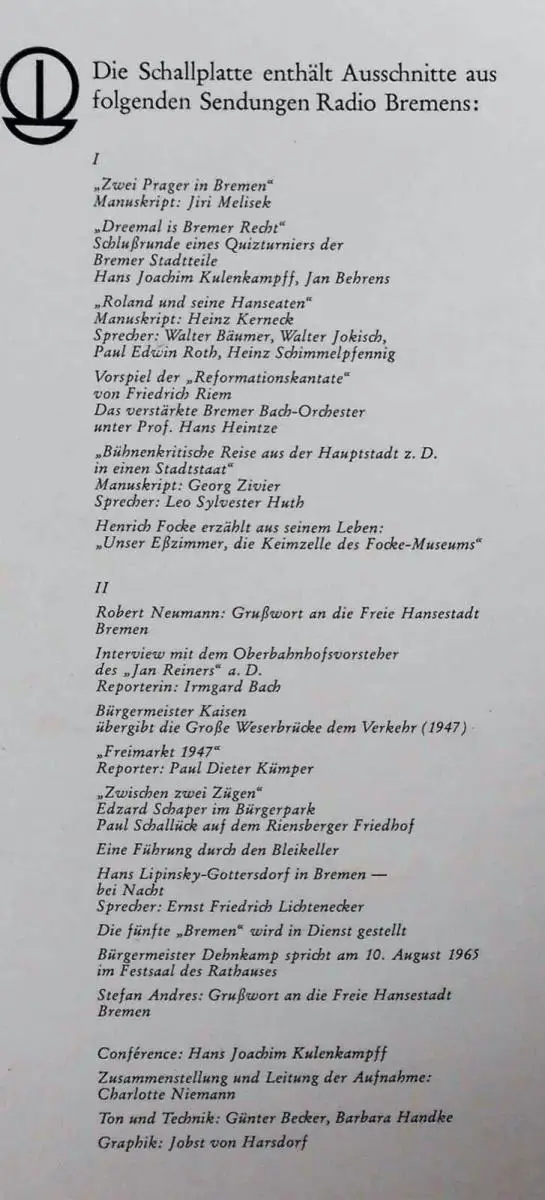 Die Schallplatte enthält Ausschnitte aus
folgenden Sendungen Radio Bremens:
I
„Zwei Prager in Bremen“
Manuskript: Jiri Melisek
„Dreemal is Bremer Recht“
Schlußrunde eines Quizturniers der
Bremer Stadtteile
Hans Joachim Kulenkampff, Jan Behrens
„Roland und seine Hanseaten“
Manuskript: Heinz Kerneck
Sprecher: Walter Bäumer, Walter Jokisch,
Paul Edwin Roth, Heinz Schimmelpfennig
Vorspiel der „Reformationskantate“
von Friedrich Riem
Das verstärkte Bremer Bach-Orchester
unter Prof. Hans Heintze
„Bühnenkritische Reise aus der Hauptstadt z. D.
in einen Stadtstaat“
Manuskript: Georg Zivier
Sprecher: Leo Sylvester Huth
Henrich Focke erzählt aus seinem Leben:
„Unser Eßzimmer, die Keimzelle des Focke-Museums“
II
Robert Neumann: Grußwort an die Freie Hansestadt
Bremen
Interview mit dem Oberbahnhofsvorsteher
des „Jan Reiners“ a. D.
Reporterin: Irmgard Bach
Bürgermeister Kaisen
übergibt die Große Weserbrücke dem Verkehr (1947)
„Freimarkt 1947“
Reporter: Paul Dieter Kümper
„Zwischen zwei Zügen“
Edzard Schaper im Bürgerpark
Paul Schallück auf dem Riensberger Friedhof
Eine Führung durch den Bleikeller
Hans Lipinsky-Gottersdorf in Bremen —
bei Nacht
Sprecher: Ernst Friedrich Lichtenecker
Die fünfte „Bremen“ wird in Dienst gestellt
Bürgermeister Dehnkamp spricht am 10. August 1965
im Festsaal des Rathauses
Stefan Andres: Grußwort an die Freie Hansestadt
Bremen
Conférence: Hans Joachim Kulenkampff
Zusammenstellung und Leitung der Aufnahme:
Charlotte Niemann
Ton und Technik: Günter Becker, Barbara Handke
Graphik: Jobst von Harsdorf